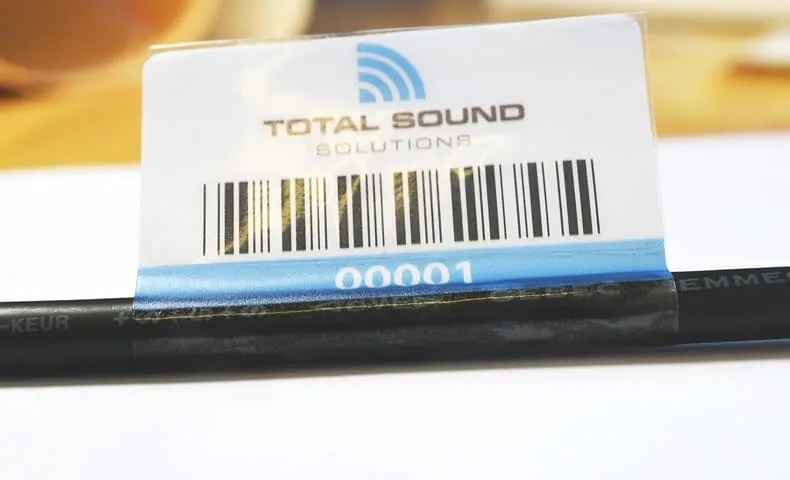 TOTAL SOUND
SOLUTIONS
00001
-KEUR
EMME